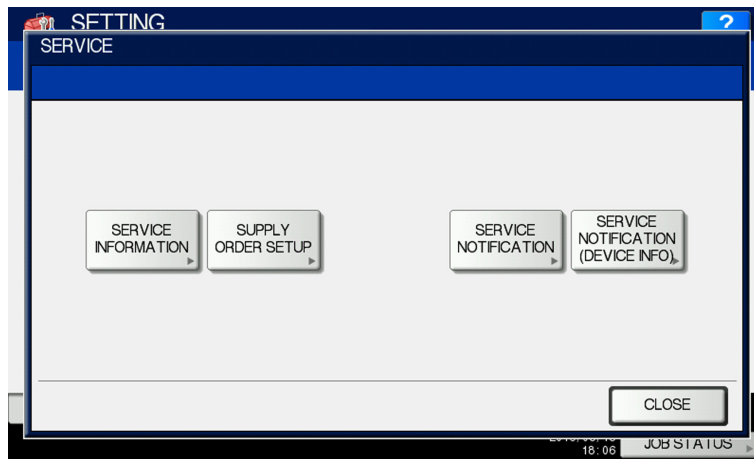 SETTING
?
SERVICE
SERVICE
INFORMATION
SUPPLY
ORDER SETUP
SERVICE
NOTIFICATION
SERVICE
NOTIFICATION
(DEVICE INFO)
CLOSE
18:06
JOB STATUS